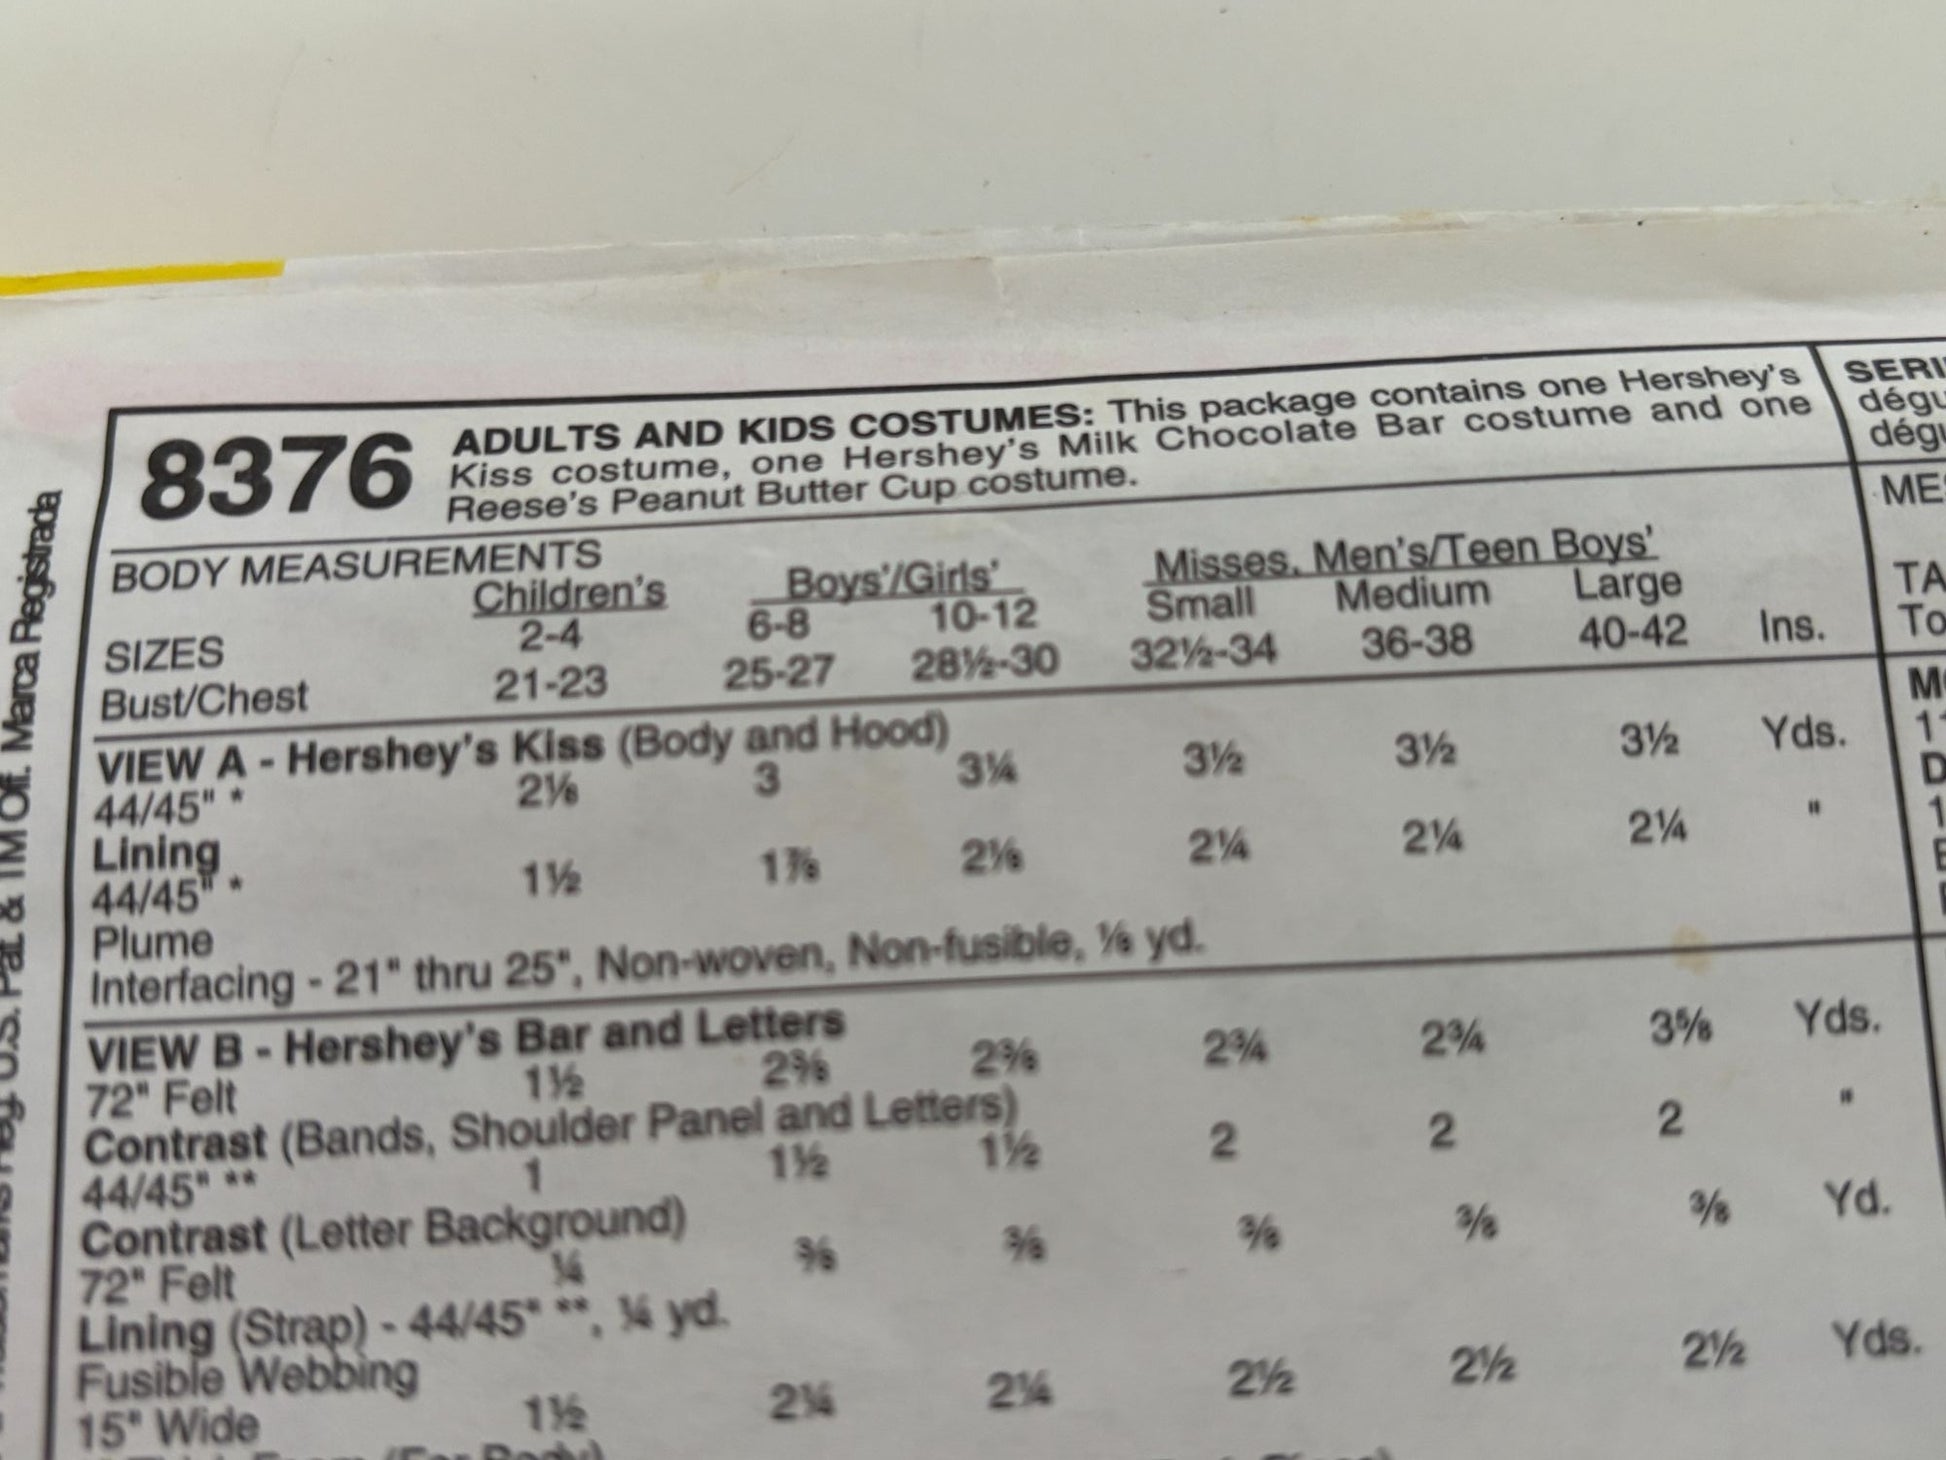 8376 ADULTS AND KIDS COSTUMES: This package contains one Hershey's
Kiss costume, one Hershey's Milk Chocolate Bar costume and one
Reese's Peanut Butter Cup costume.
BODY MEASUREMENTS
Children's Boys'/Girls' Misses, Men's/Teen Boys'
SIZES 2-4 6-8 10-12 Small Medium Large
Bust/Chest 21-23 25-27 28½-30 32½-34 36-38 40-42 Ins.
VIEW A - Hershey's Kiss (Body and Hood)
44/45" * 2⅛ 3 3¼ 3½ 3½ 3½ Yds.
Lining
44/45" * 1½ 1⅞ 2⅛ 2¼ 2¼ 2¼ "
Plume
Interfacing - 21" thru 25", Non-woven, Non-fusible, ⅛ yd.
VIEW B - Hershey's Bar and Letters
72" Felt 1½ 2⅜ 2⅜ 2¾ 2¾ 3⅝ Yds.
Contrast (Bands, Shoulder Panel and Letters)
44/45" ** 1 1½ 1½ 2 2 2 "
Contrast (Letter Background)
72" Felt ¼ ⅜ ⅜ ⅜ ⅜ ⅜ Yd.
Lining (Strap) - 44/45" **, ¼ yd.
Fusible Webbing
15" Wide 1½ 2¼ 2¼ 2½ 2½ 2½ Yds.
U.S. Pat. & TM Off. Marca Registrada
dégu
dégu
TA
To